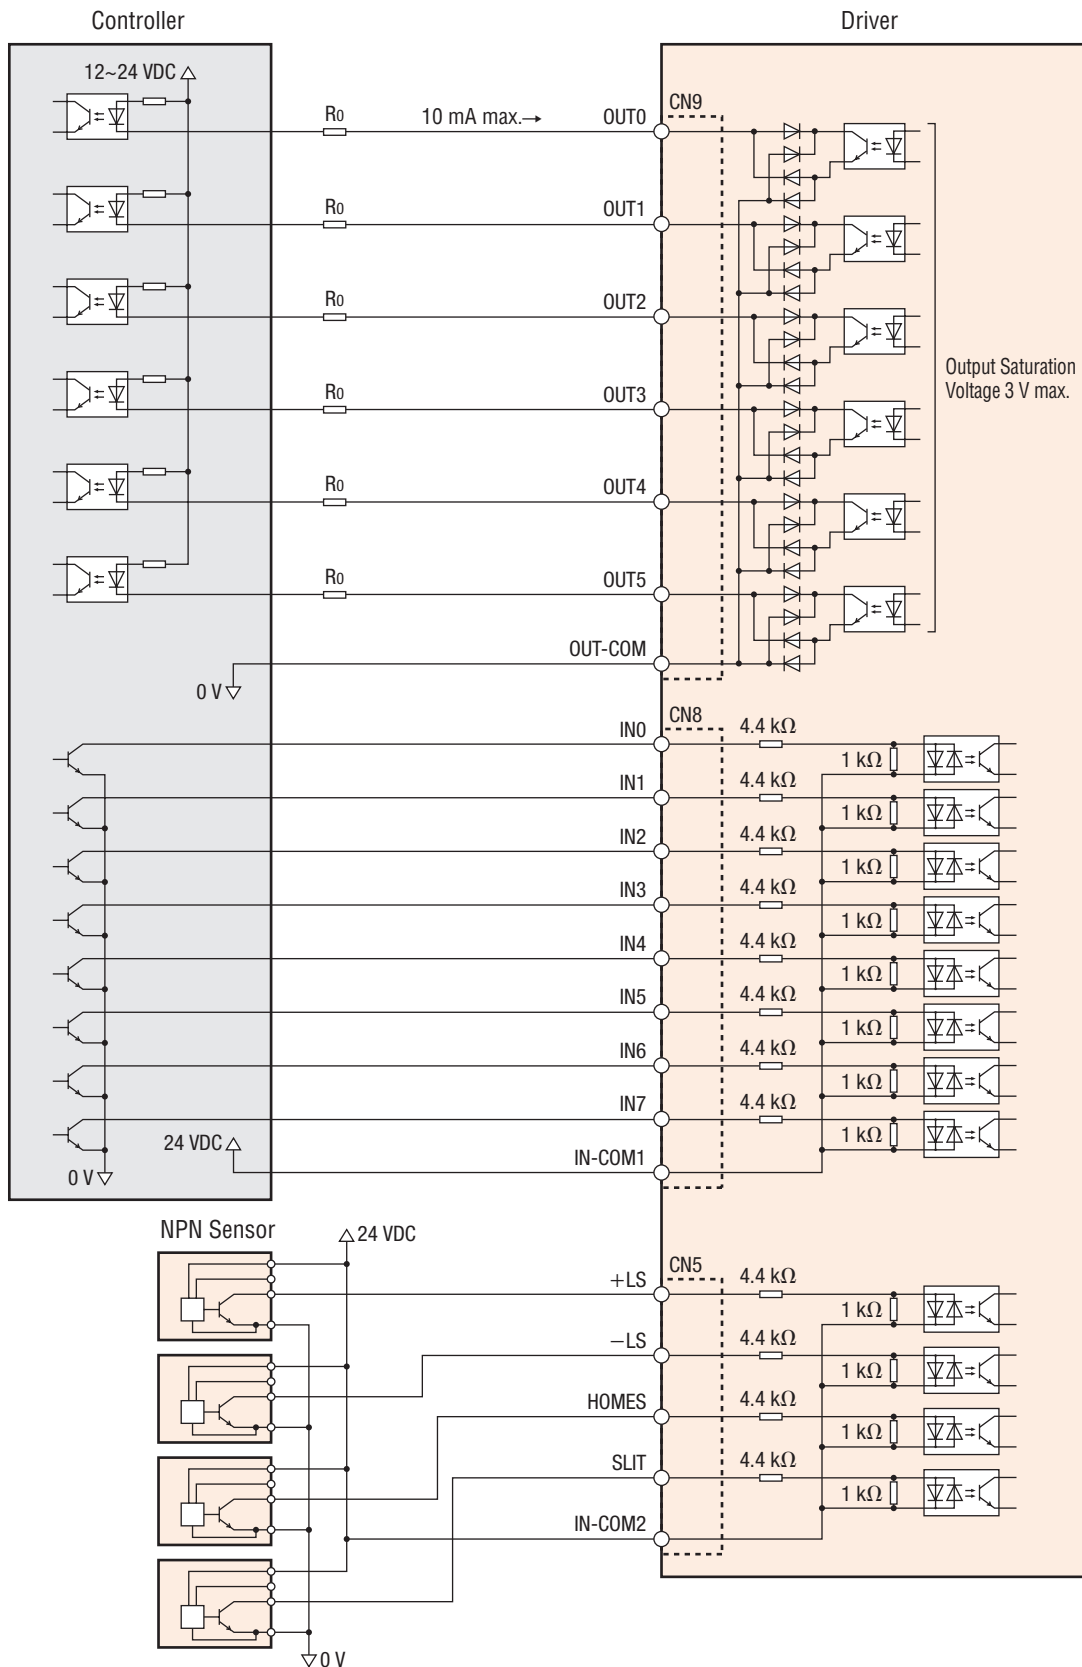 Controller
Driver
12~24 VDC
CN9
R0
10 mA max.→
OUT0
R0
OUT1
R0
OUT2
Output Saturation
Voltage 3 V max.
R0
OUT3
R0
OUT4
R0
OUT5
OUT-COM
0 V
CN8
IN0
4.4 kΩ
1 kΩ
IN1
4.4 kΩ
1 kΩ
IN2
4.4 kΩ
1 kΩ
IN3
4.4 kΩ
1 kΩ
IN4
4.4 kΩ
1 kΩ
IN5
4.4 kΩ
1 kΩ
IN6
4.4 kΩ
1 kΩ
IN7
4.4 kΩ
1 kΩ
24 VDC
IN-COM1
0 V
NPN Sensor
24 VDC
CN5
+LS
4.4 kΩ
1 kΩ
−LS
4.4 kΩ
1 kΩ
HOMES
4.4 kΩ
1 kΩ
SLIT
4.4 kΩ
1 kΩ
IN-COM2
0 V